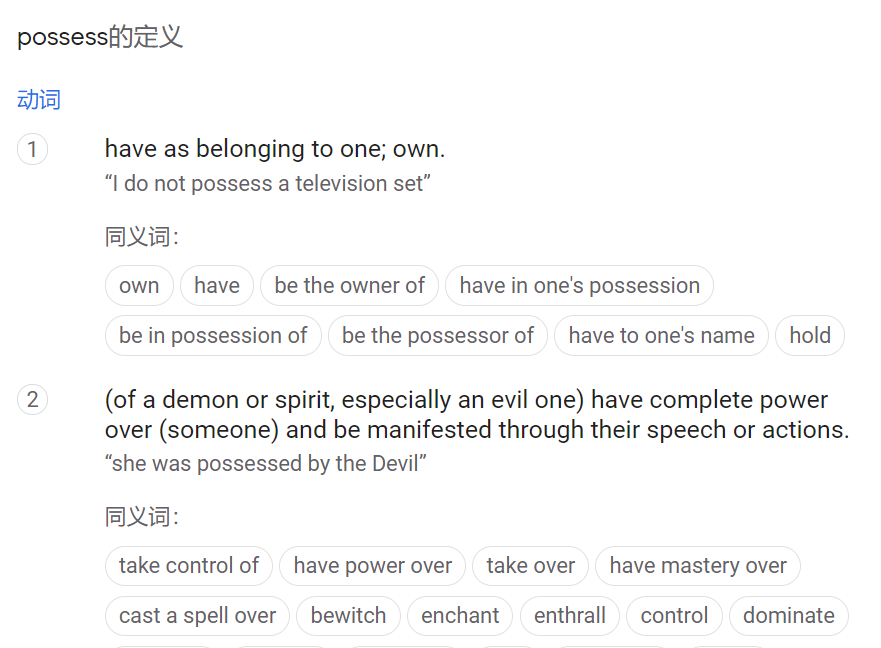 possess的定义
动词
1 have as belonging to one; own.
“I do not possess a television set”
同义词：
own have be the owner of have in one's possession
be in possession of be the possessor of have to one's name hold
2 (of a demon or spirit, especially an evil one) have complete power
over (someone) and be manifested through their speech or actions.
“she was possessed by the Devil”
同义词：
take control of have power over take over have mastery over
cast a spell over bewitch enchant enthrall control dominate